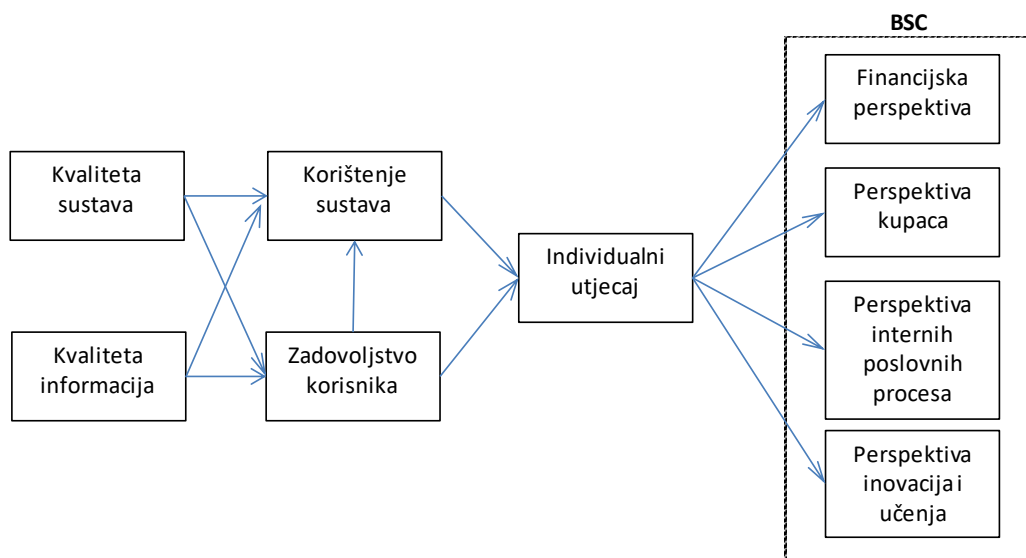 BSC
Kvaliteta
sustava
Kvaliteta
informacija
Korištenje
sustava
Zadovoljstvo
korisnika
Individualni
utjecaj
Financijska
perspektiva
Perspektiva
kupaca
Perspektiva
internih
poslovnih
procesa
Perspektiva
inovacija i
učenja